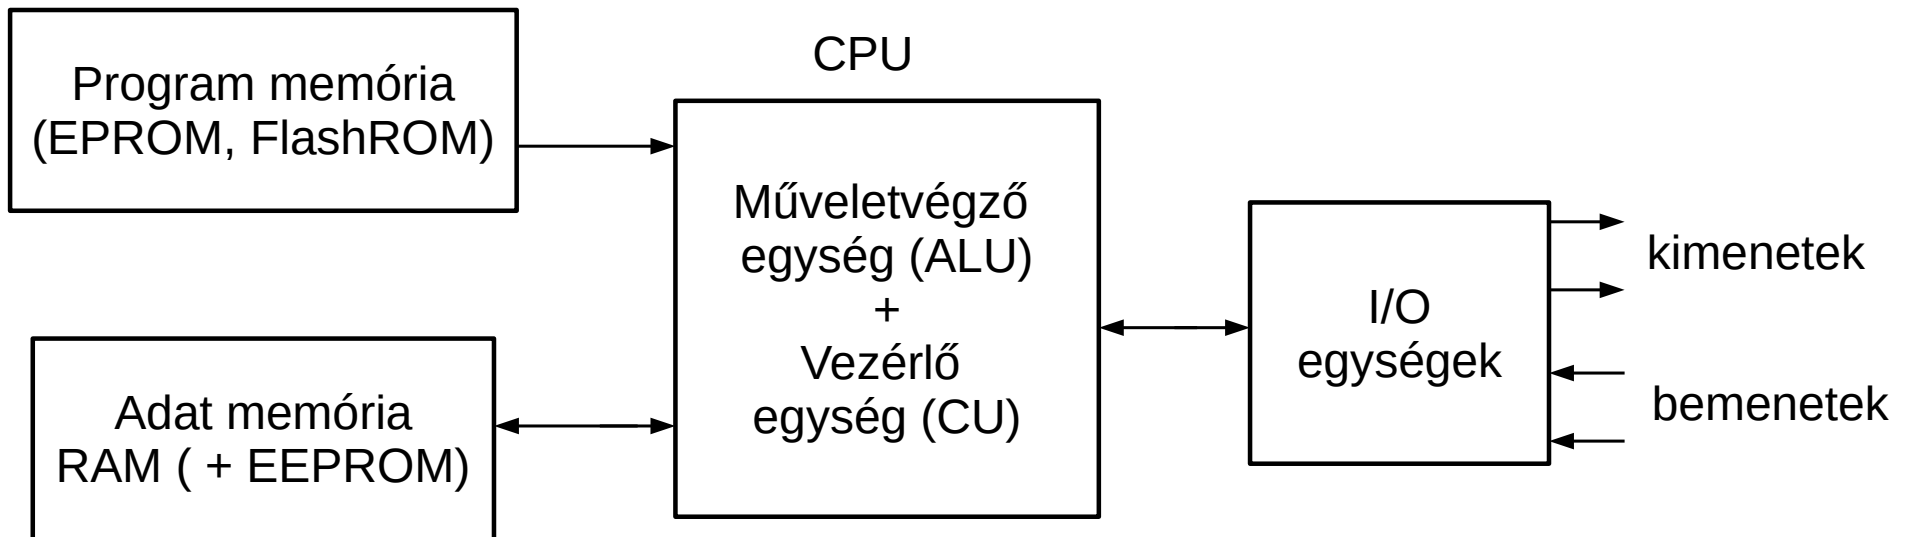 Program memória
(EPROM, FlashROM)
CPU
Műveletvégző
egység (ALU)
+
Vezérlő
egység (CU)
Adat memória
RAM ( + EEPROM)
I/O
egységek
kimenetek
bemenetek